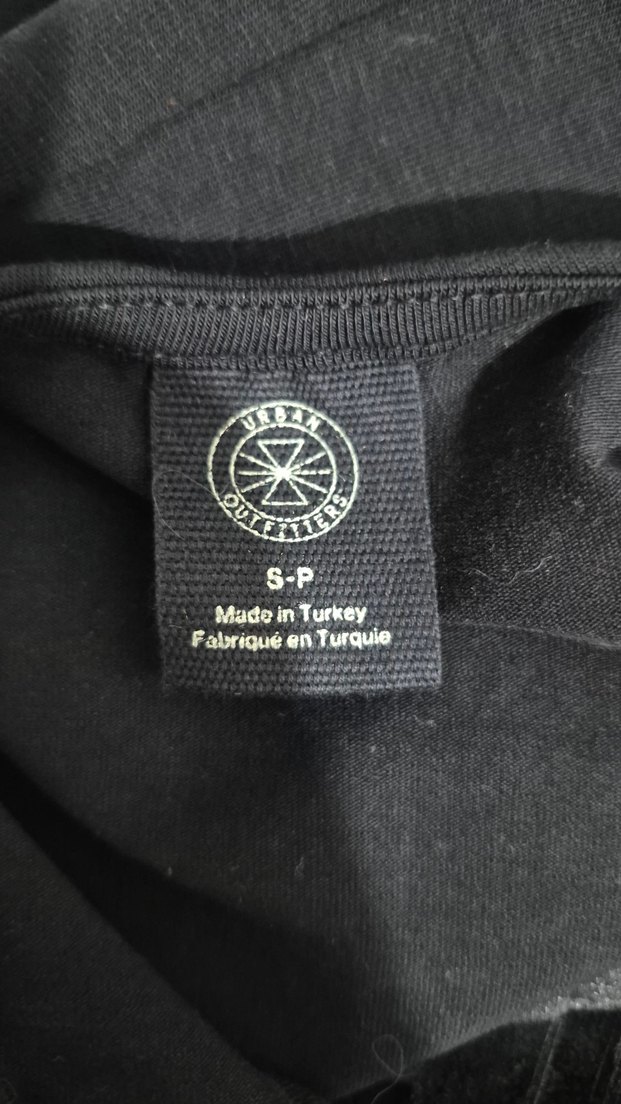 URBAN
OUTFITTERS
S-P
Made in Turkey
Fabriqué en Turquie